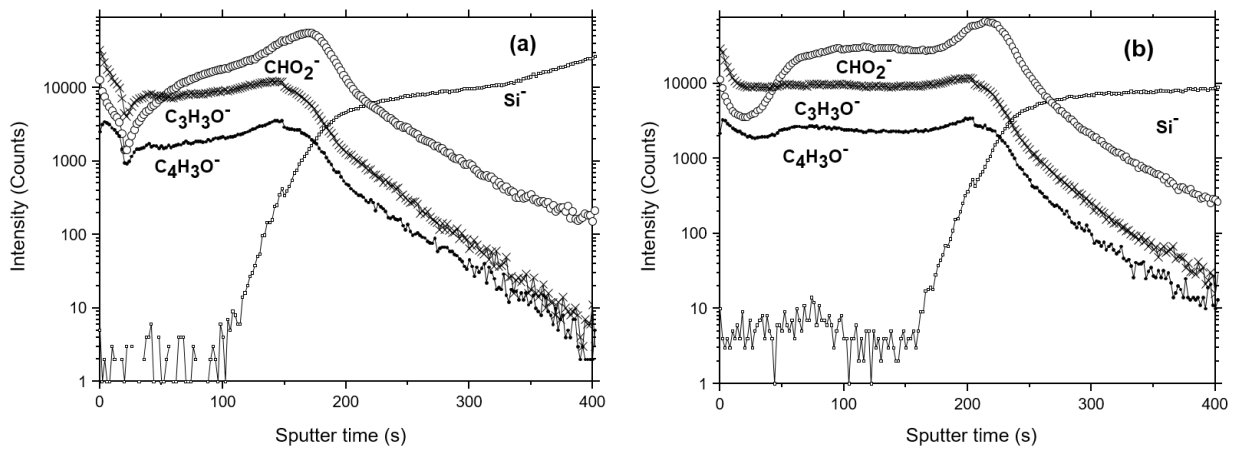 (a)
CHO₂⁻
Si⁻
C₃H₃O⁻
C₄H₃O⁻
10000
1000
100
10
1
Intensity (Counts)
0 100 200 300 400
Sputter time (s)
(b)
CHO₂⁻
C₃H₃O⁻
Si⁻
C₄H₃O⁻
10000
1000
100
10
1
Intensity (Counts)
0 100 200 300 400
Sputter time (s)